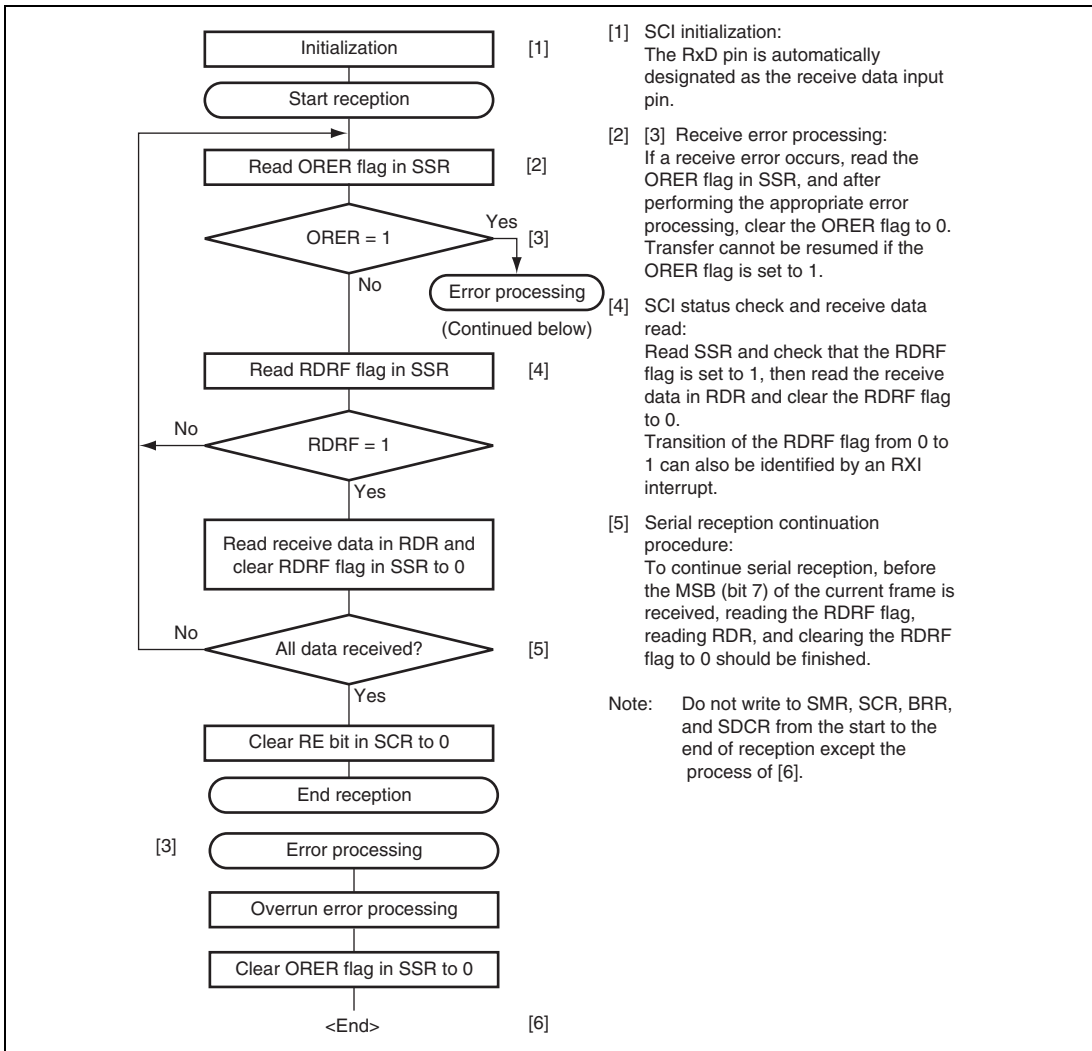 Initialization
[1]
Start reception
Read ORER flag in SSR
[2]
ORER = 1
Yes
[3]
No
Error processing
(Continued below)
Read RDRF flag in SSR
[4]
No
RDRF = 1
Yes
Read receive data in RDR and
clear RDRF flag in SSR to 0
No
All data received?
[5]
Yes
Clear RE bit in SCR to 0
End reception
[3]
Error processing
Overrun error processing
Clear ORER flag in SSR to 0
<End>
[6]
[1] SCI initialization:
The RxD pin is automatically
designated as the receive data input
pin.
[2] [3] Receive error processing:
If a receive error occurs, read the
ORER flag in SSR, and after
performing the appropriate error
processing, clear the ORER flag to 0.
Transfer cannot be resumed if the
ORER flag is set to 1.
[4] SCI status check and receive data
read:
Read SSR and check that the RDRF
flag is set to 1, then read the receive
data in RDR and clear the RDRF flag
to 0.
Transition of the RDRF flag from 0 to
1 can also be identified by an RXI
interrupt.
[5] Serial reception continuation
procedure:
To continue serial reception, before
the MSB (bit 7) of the current frame is
received, reading the RDRF flag,
reading RDR, and clearing the RDRF
flag to 0 should be finished.
Note: Do not write to SMR, SCR, BRR,
and SDCR from the start to the
end of reception except the
process of [6].